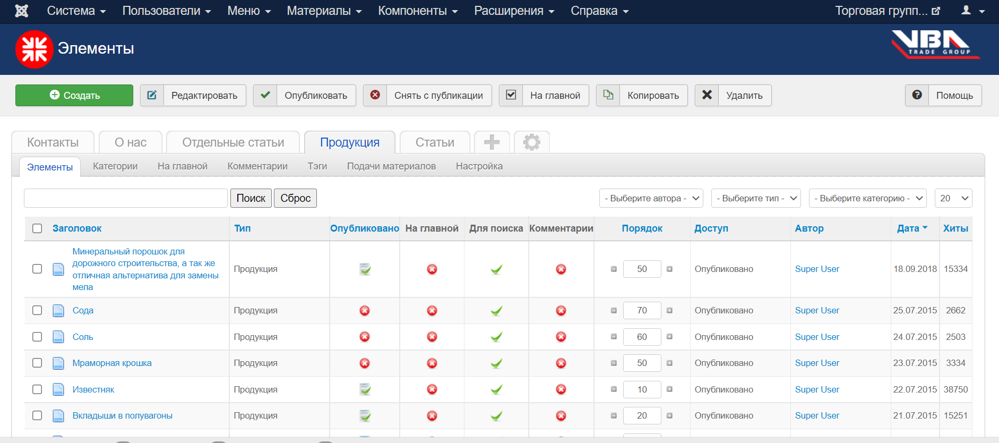 Система Пользователи Меню Материалы Компоненты Расширения Справка Торговая групп...
Элементы VBA
TRADE GROUP
Создать Редактировать Опубликовать Снять с публикации На главной Копировать Удалить Помощь
Контакты О нас Отдельные статьи Продукция Статьи
Элементы Категории На главной Комментарии Тэги Подачи материалов Настройка
Поиск Сброс - Выберите автора - - Выберите тип - - Выберите категорию - 20
Заголовок Тип Опубликовано На главной Для поиска Комментарии Порядок Доступ Автор Дата Хиты
Минеральный порошок для
дорожного строительства, а так же
отличная альтернатива для замены
мела
Продукция 50 Опубликовано Super User 18.09.2018 15334
Сода Продукция 70 Опубликовано Super User 25.07.2015 2662
Соль Продукция 60 Опубликовано Super User 24.07.2015 2503
Мраморная крошка Продукция 50 Опубликовано Super User 23.07.2015 3334
Известняк Продукция 10 Опубликовано Super User 22.07.2015 38750
Вкладыши в полувагоны Продукция 20 Опубликовано Super User 21.07.2015 15251